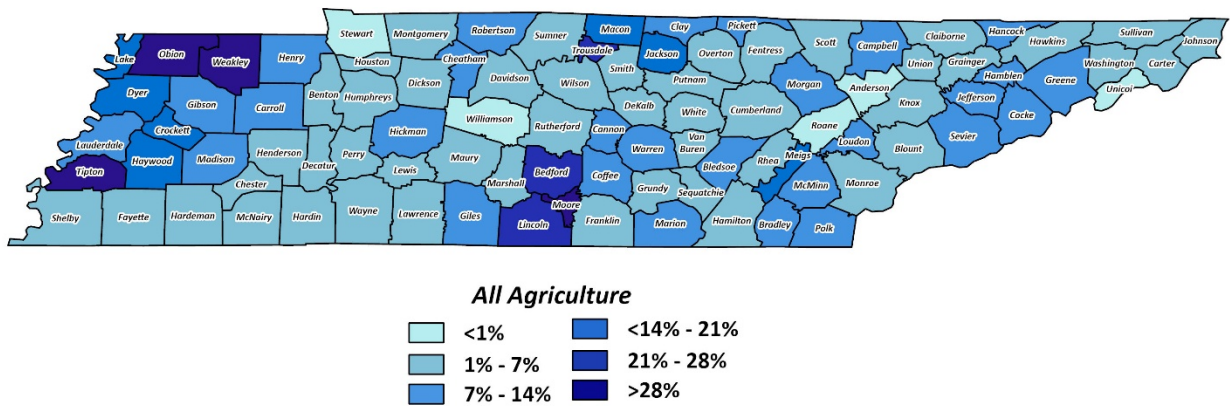 Stewart
Montgomery
Robertson
Sumner
Macon
Clay
Pickett
Trousdale
Jackson
Overton
Fentress
Scott
Campbell
Claiborne
Hancock
Hawkins
Sullivan
Johnson
Lake
Obion
Weakley
Henry
Houston
Cheatham
Davidson
Wilson
Smith
Putnam
Morgan
Anderson
Union
Grainger
Hamblen
Greene
Washington
Carter
Unicoi
Dyer
Gibson
Carroll
Benton
Humphreys
Dickson
Williamson
Rutherford
DeKalb
White
Cumberland
Roane
Knox
Jefferson
Cocke
Sevier
Crockett
Lauderdale
Haywood
Madison
Henderson
Decatur
Perry
Hickman
Lewis
Maury
Marshall
Bedford
Cannon
Coffee
Warren
Van
Buren
Bledsoe
Rhea
Meigs
Loudon
Blount
Monroe
McMinn
Tipton
Chester
Moore
Grundy
Sequatchie
Shelby
Fayette
Hardeman
McNairy
Hardin
Wayne
Lawrence
Giles
Lincoln
Franklin
Marion
Hamilton
Bradley
Polk
All Agriculture
<1%
<14% - 21%
1% - 7%
21% - 28%
7% - 14%
>28%